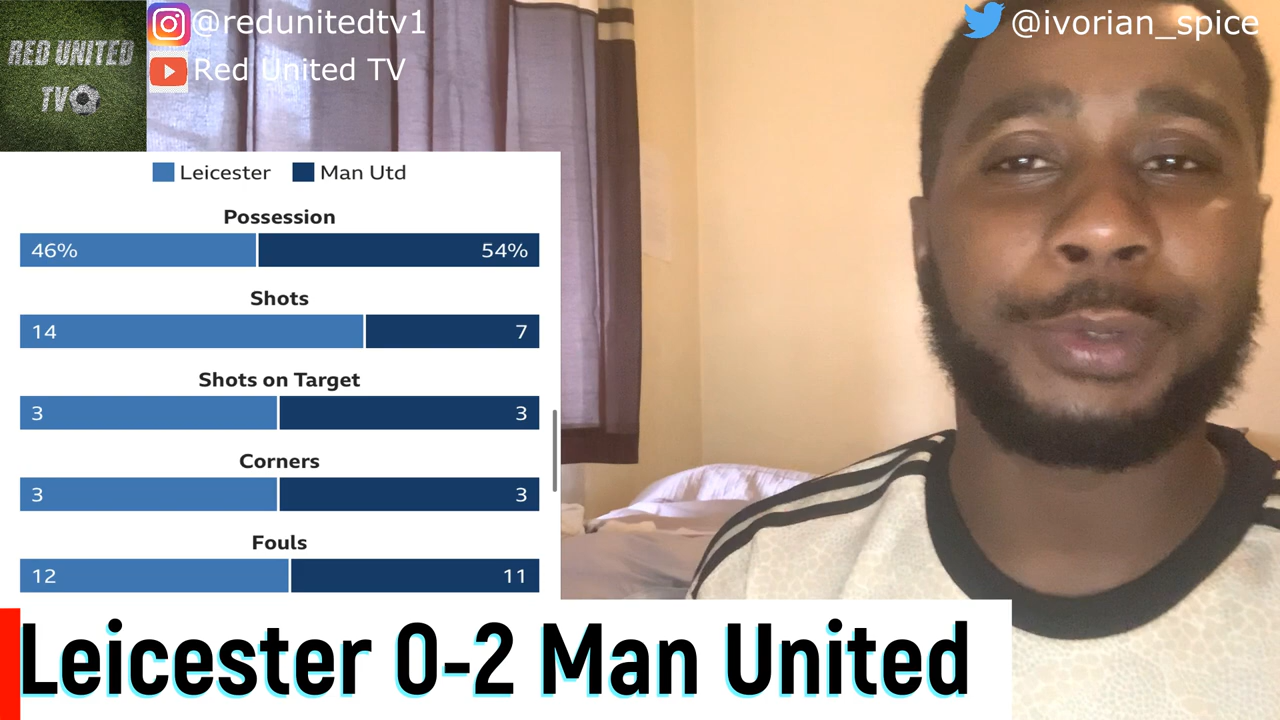 RED UNITED
TV
@redunitedtv1
Red United TV
@ivorian_spice
Leicester Man Utd
Possession
46% 54%
Shots
14 7
Shots on Target
3 3
Corners
3 3
Fouls
12 11
Leicester 0-2 Man United